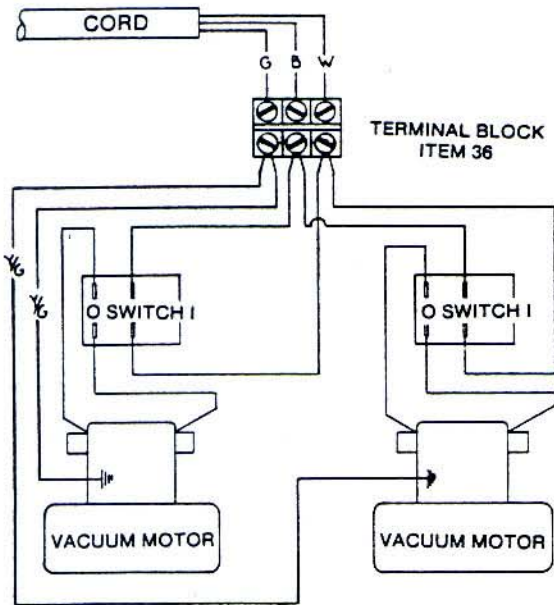 CORD
G B W
TERMINAL BLOCK
ITEM 36
Y/G
Y/G
O SWITCH I
O SWITCH I
VACUUM MOTOR
VACUUM MOTOR